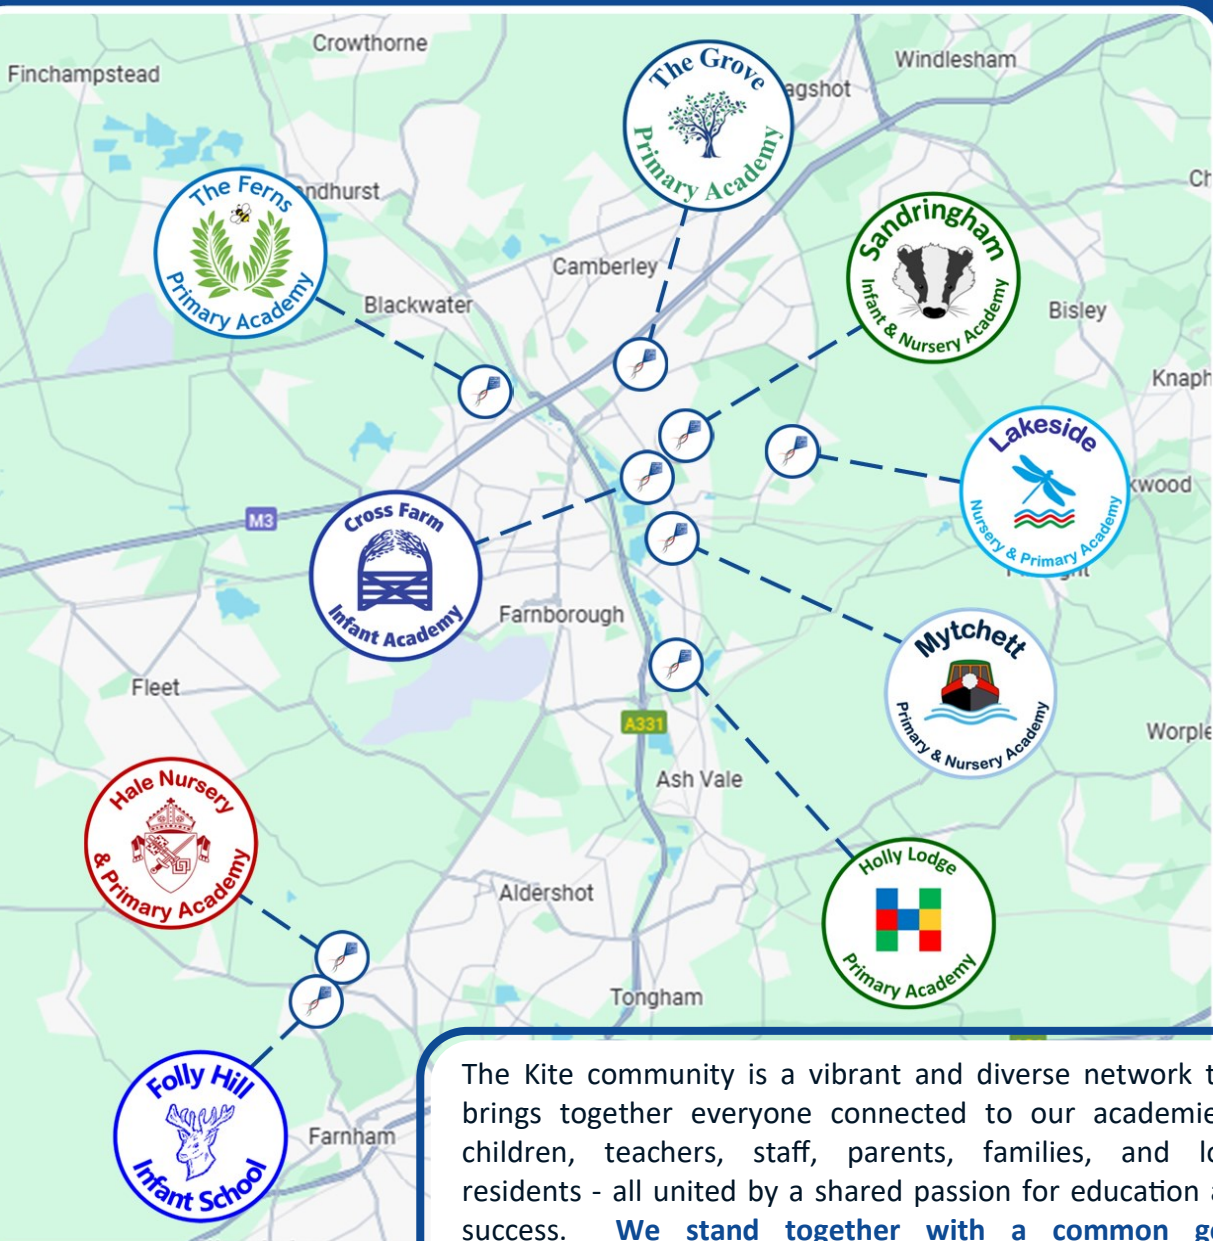 Crowthorne
Finchampstead
Windlesham
agshot
The Grove
Primary Academy
Ch
ndhurst
The Ferns
Primary Academy
Sandringham
Infant & Nursery Academy
Camberley
Blackwater
Bisley
Knaph
Lakeside
Nursery & Primary Academy
kwood
M3
Cross Farm
Infant Academy
Farnborough
Mytchett
Primary & Nursery Academy
Fleet
A331
Worple
Ash Vale
Hale Nursery
& Primary Academy
Holly Lodge
Primary Academy
Aldershot
Tongham
Folly Hill
Infant School
Farnham
The Kite community is a vibrant and diverse network t
brings together everyone connected to our academie
children, teachers, staff, parents, families, and lo
residents - all united by a shared passion for education a
success. We stand together with a common go